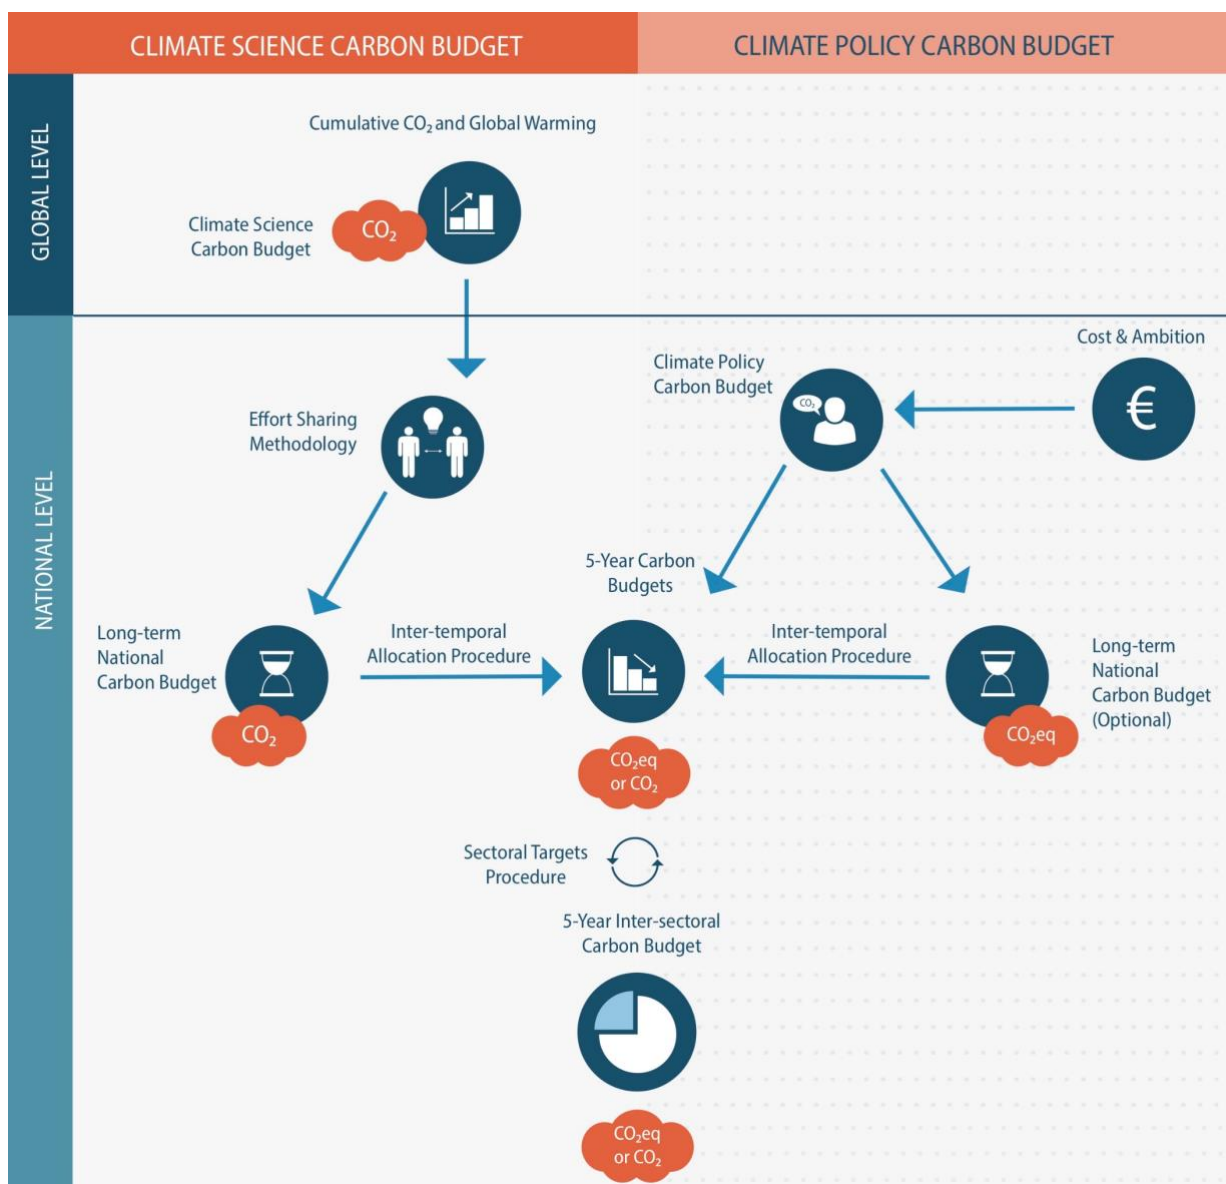 CLIMATE SCIENCE CARBON BUDGET
CLIMATE POLICY CARBON BUDGET
GLOBAL LEVEL
Cumulative CO₂ and Global Warming
Climate Science
Carbon Budget
CO₂
NATIONAL LEVEL
Cost & Ambition
€
Climate Policy
Carbon Budget
CO₂
Effort Sharing
Methodology
5-Year Carbon
Budgets
Long-term
National
Carbon Budget
CO₂
Inter-temporal
Allocation Procedure
Inter-temporal
Allocation Procedure
Long-term
National
Carbon Budget
(Optional)
CO₂eq
CO₂eq
or CO₂
Sectoral Targets
Procedure
5-Year Inter-sectoral
Carbon Budget
CO₂eq
or CO₂